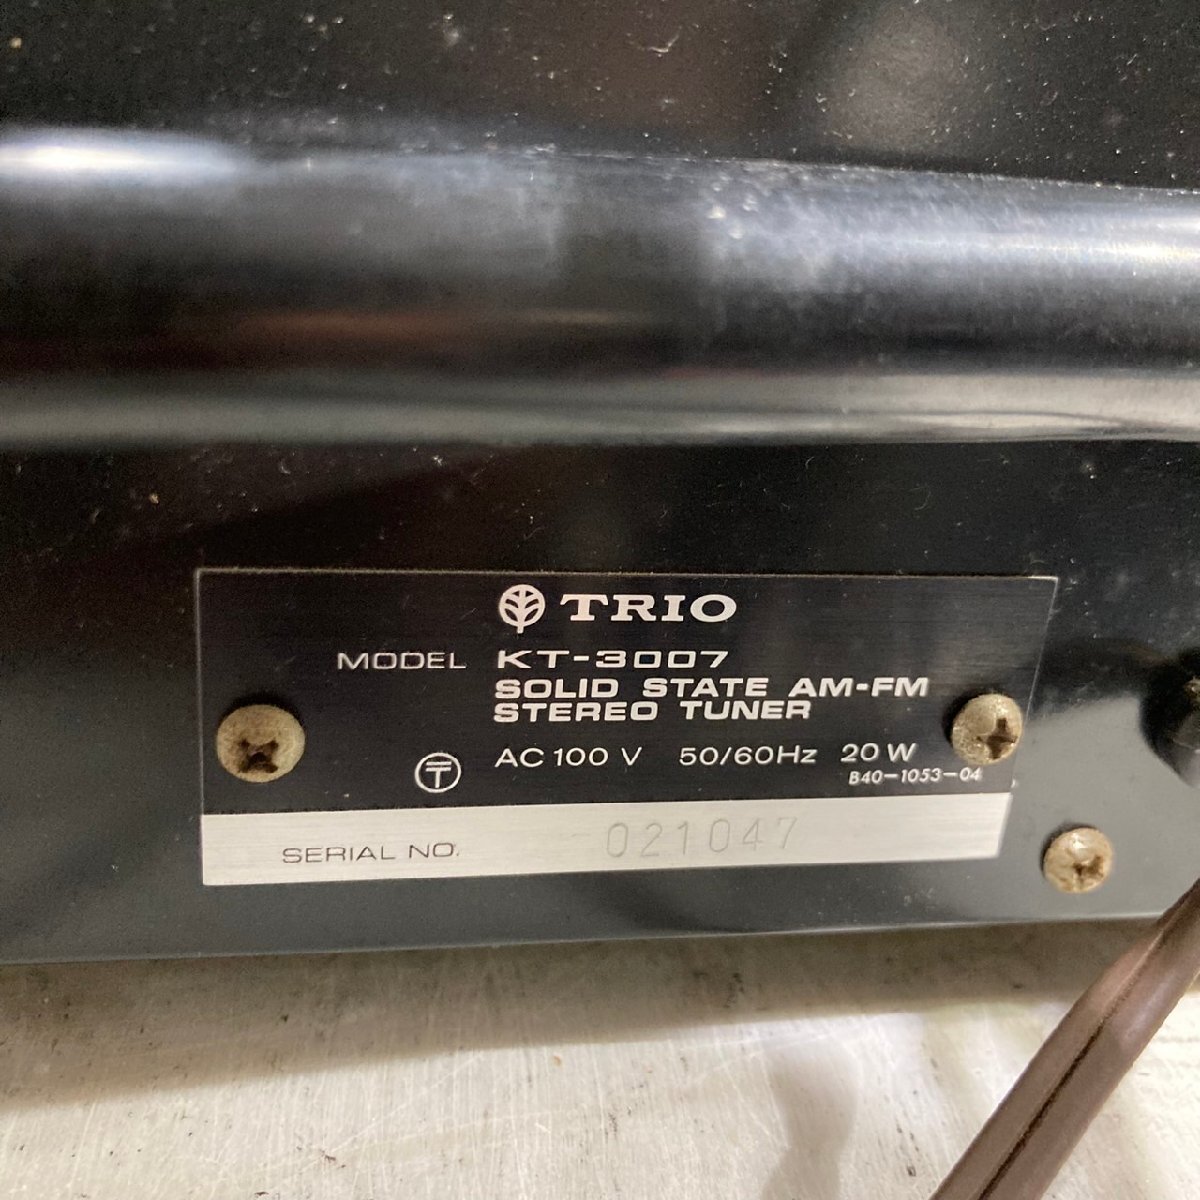 TRIO
MODEL KT-3007
SOLID STATE AM-FM
STEREO TUNER
〒 AC 100 V 50/60Hz 20 W
B40-1053-04
SERIAL NO. 021047